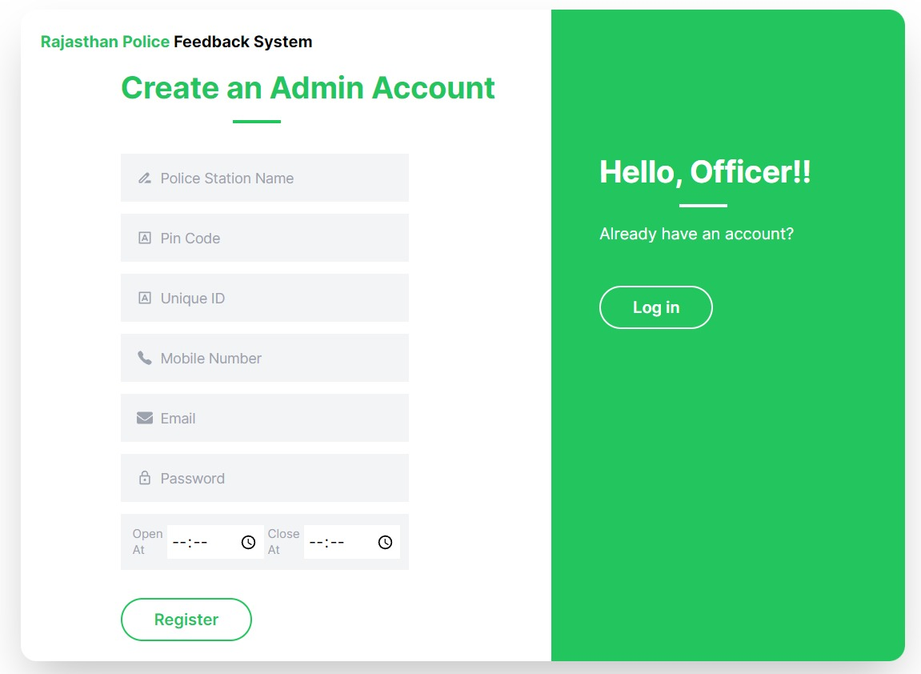 Rajasthan Police Feedback System
Create an Admin Account
Police Station Name
Pin Code
Unique ID
Mobile Number
Email
Password
Open At --:-- Close At --:--
Register
Hello, Officer!!
Already have an account?
Log in